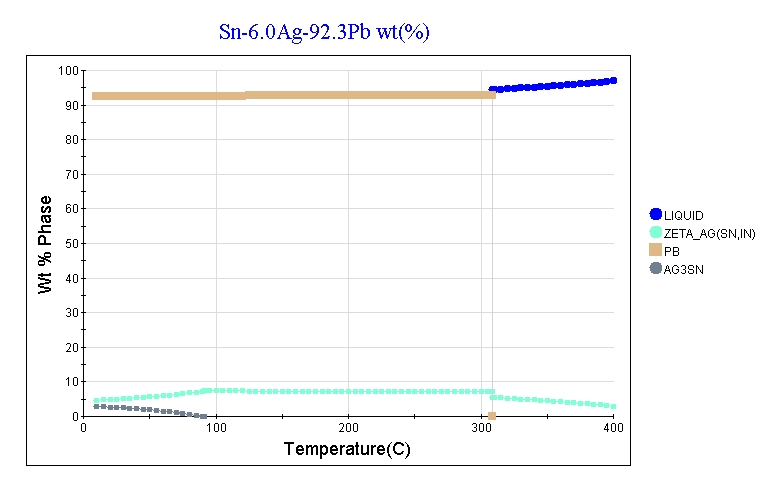 Sn-6.0Ag-92.3Pb wt(%)
100
90
80
70
60
50
40
30
20
10
0
Wt % Phase
0 100 200 300 400
Temperature(C)
LIQUID
ZETA_AG(SN,IN)
PB
AG3SN